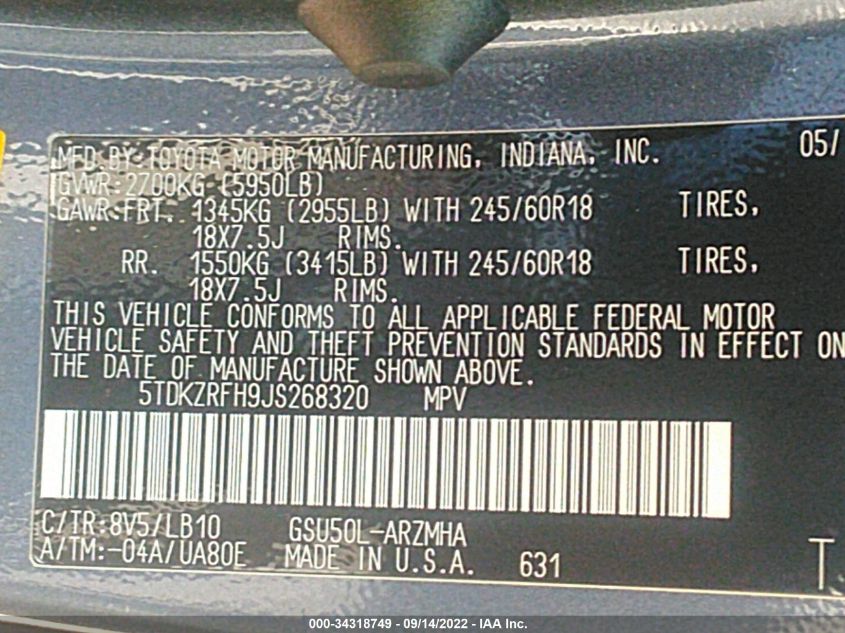 MFD BY TOYOTA MOTOR MANUFACTURING, INDIANA, INC. 05/
GVWR:2700KG (5950LB)
GAWR:FRT. 1345KG (2955LB) WITH 245/60R18 TIRES,
18X7.5J RIMS.
RR. 1550KG (3415LB) WITH 245/60R18 TIRES,
18X7.5J RIMS.
THIS VEHICLE CONFORMS TO ALL APPLICABLE FEDERAL MOTOR
VEHICLE SAFETY AND THEFT PREVENTION STANDARDS IN EFFECT ON
THE DATE OF MANUFACTURE SHOWN ABOVE.
5TDKZRFH9JS268320 MPV
C/TR:8V5/LB10 GSU50L-ARZMHA
A/TM:-04A/UA80E MADE IN U.S.A. 631 T
000-34318749 - 09/14/2022 - IAA Inc.